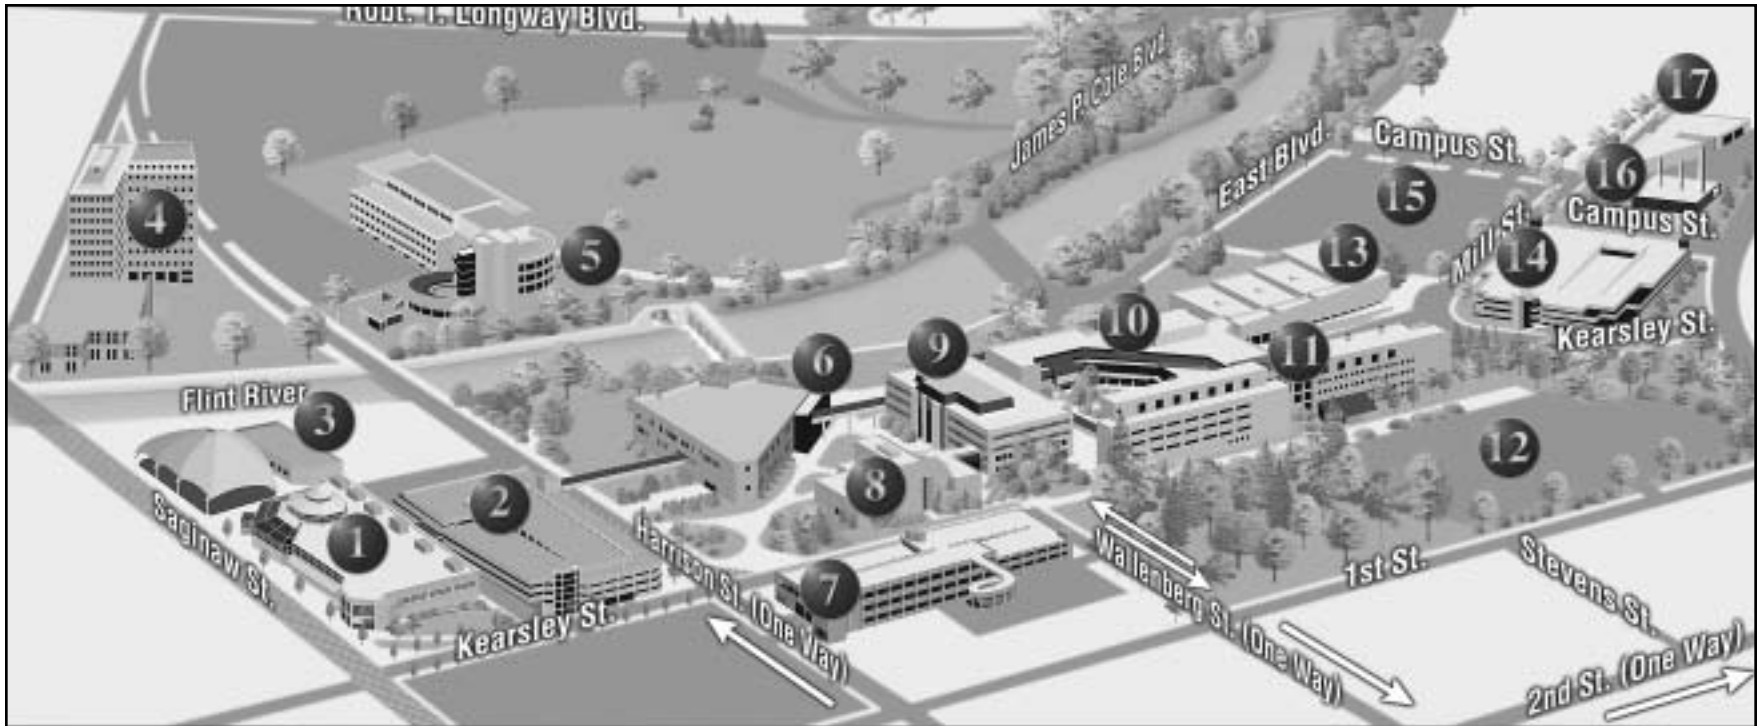 Robt. T. Longway Blvd.
James P. Cole Blvd.
East Blvd.
Campus St.
17
16
Campus St.
15
4
5
13
Mill St.
14
Kearsley St.
10
11
6
9
Flint River
3
12
8
2
1
Saginaw St.
Harrison St. (One Way)
7
Wallenberg St. (One Way)
1st St.
Stevens St.
Kearsley St.
2nd St. (One Way)